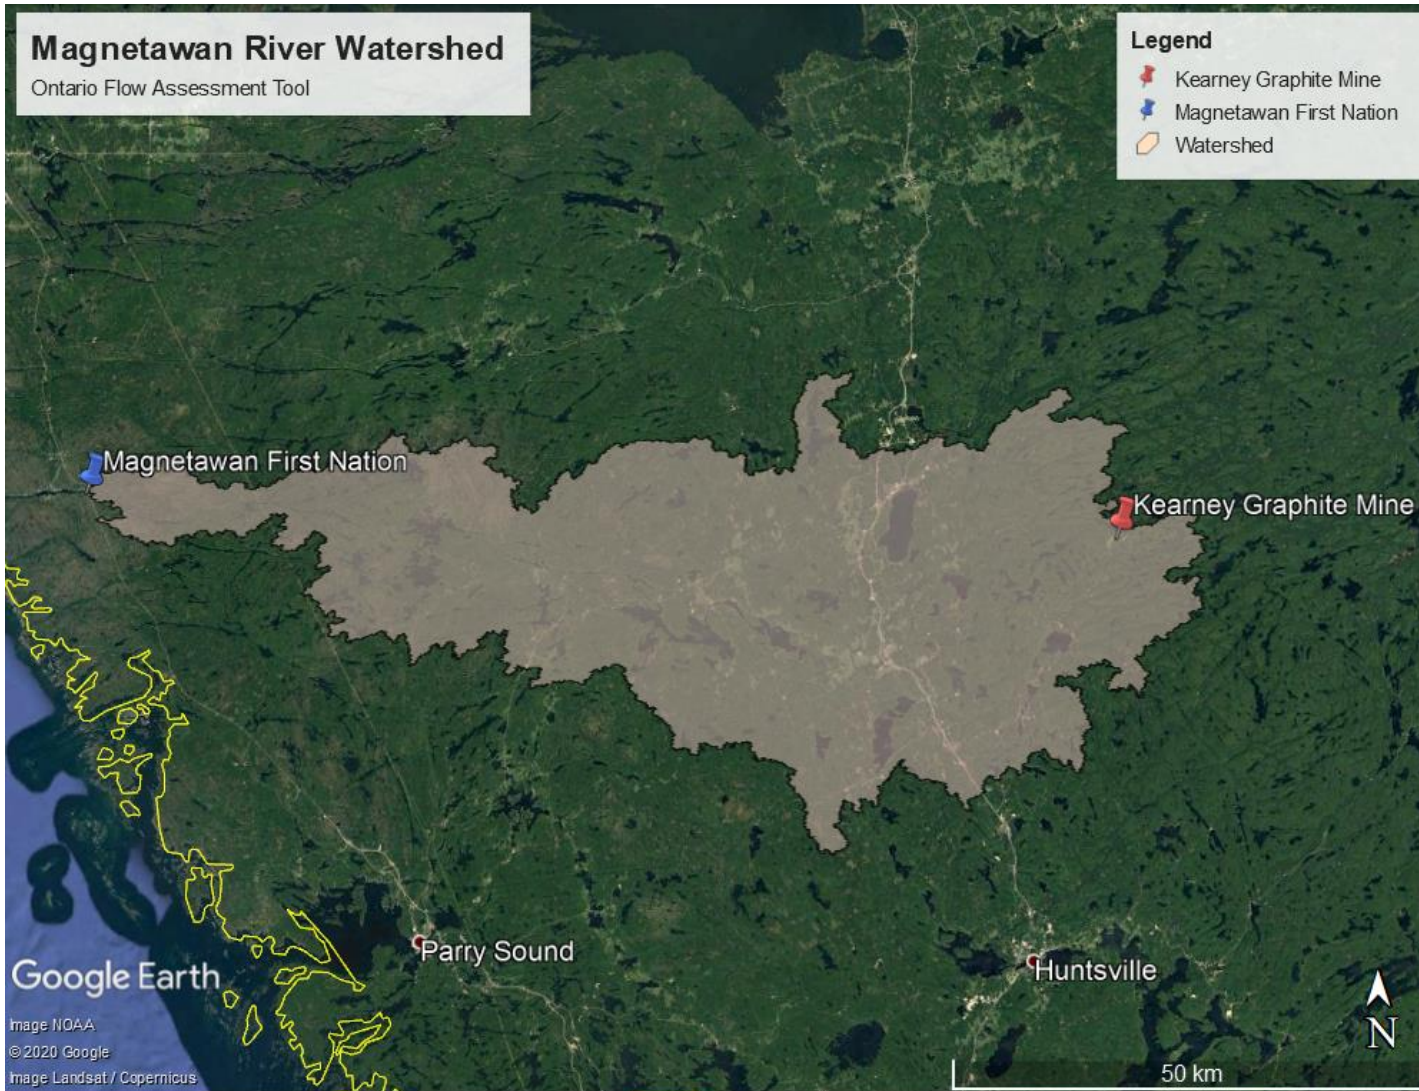 Magnetawan River Watershed
Ontario Flow Assessment Tool
Legend
Kearney Graphite Mine
Magnetawan First Nation
Watershed
Magnetawan First Nation
Kearney Graphite Mine
Parry Sound
Huntsville
Google Earth
Image NOAA
© 2020 Google
Image Landsat / Copernicus
N
50 km